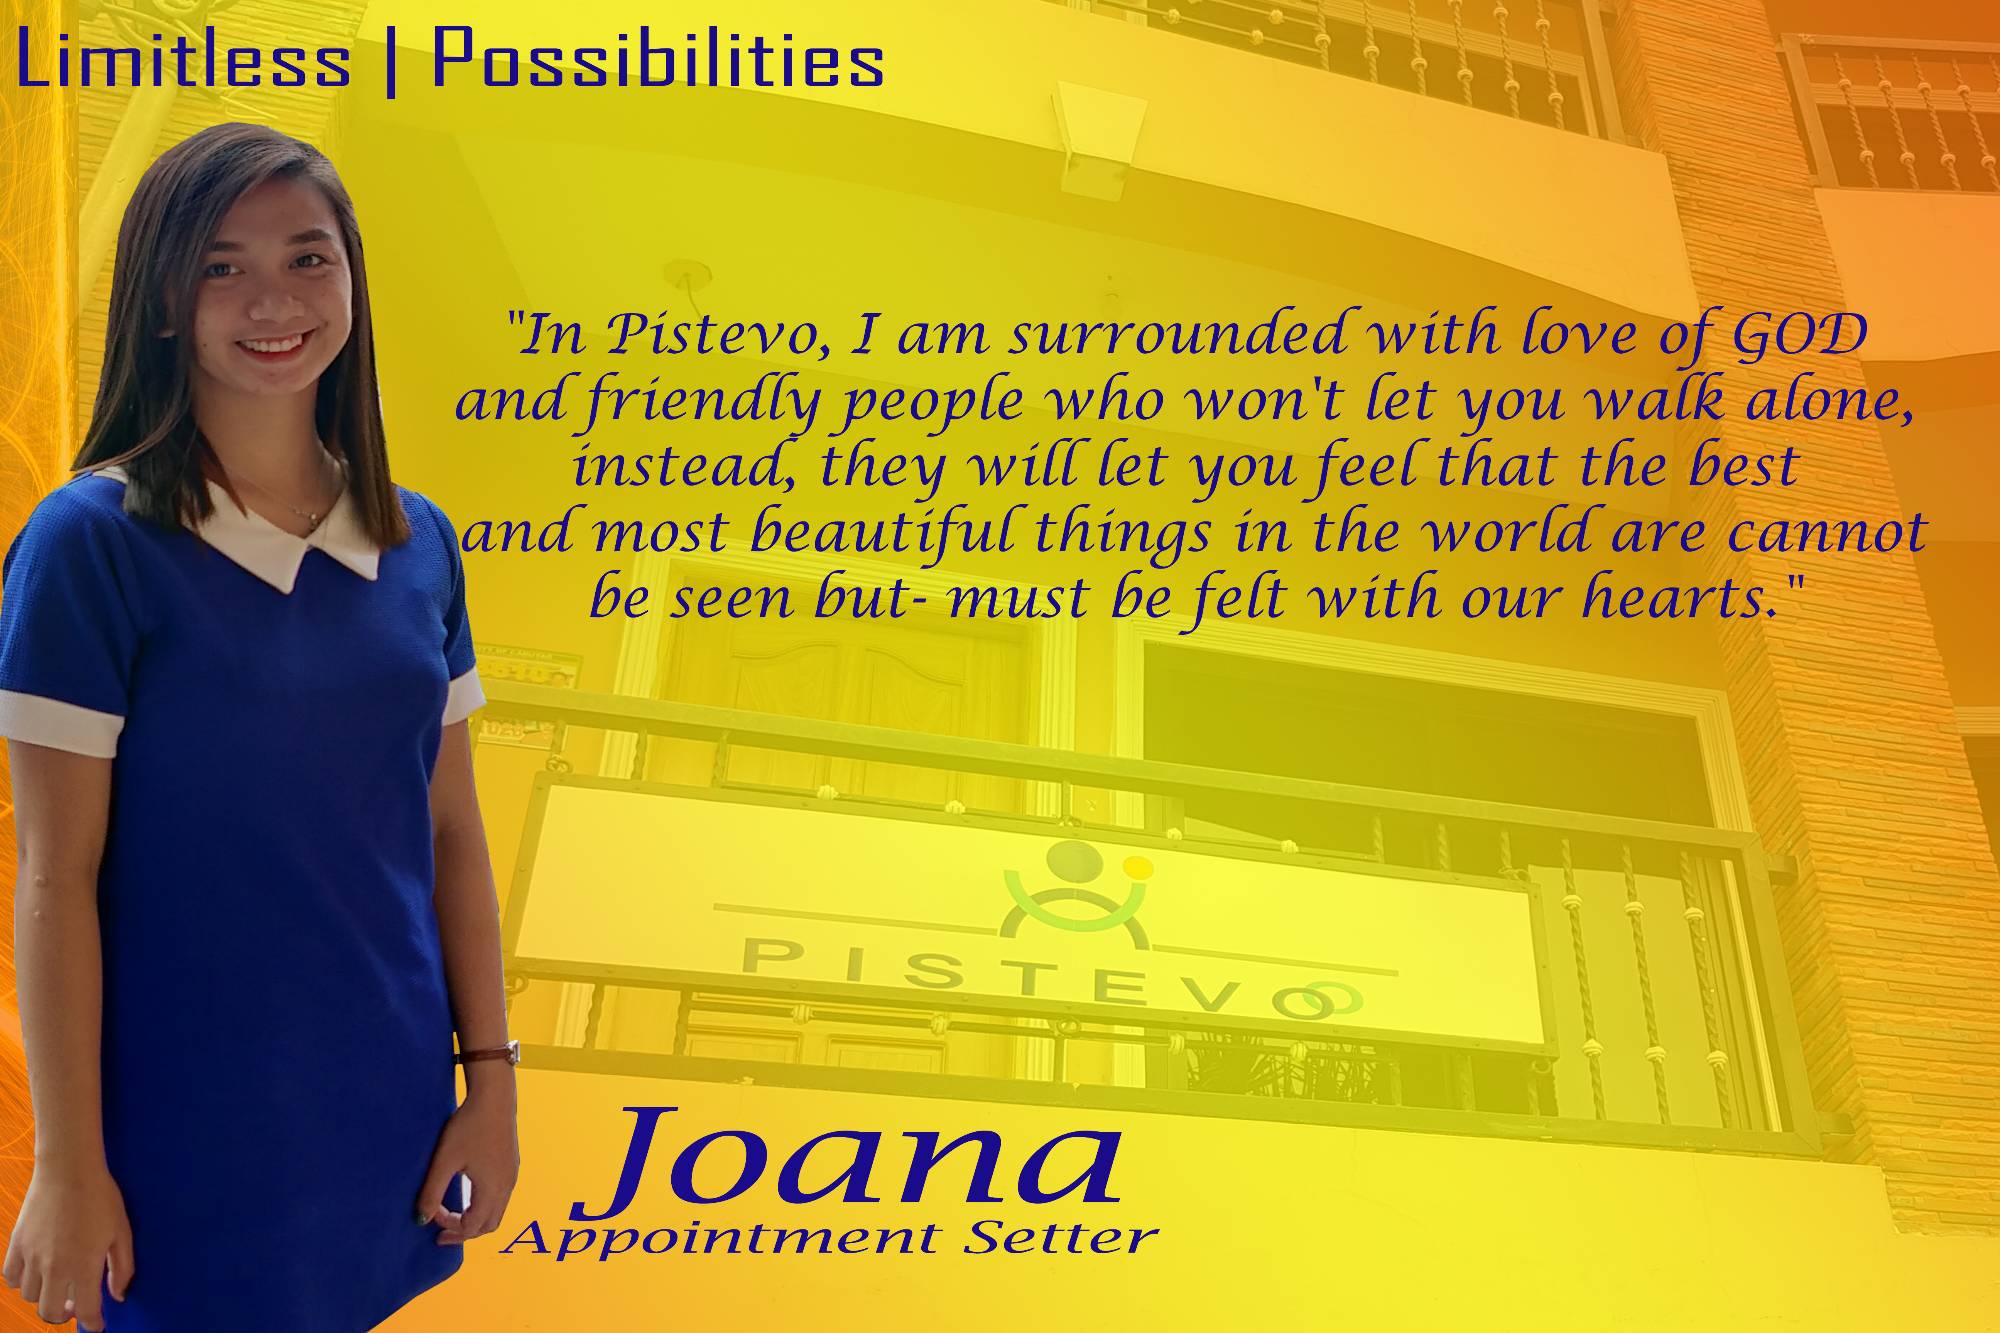 Limitless | Possibilities
"In Pistevo, I am surrounded with love of GOD
and friendly people who won't let you walk alone,
instead, they will let you feel that the best
and most beautiful things in the world are cannot
be seen but- must be felt with our hearts."
PISTEVO
Joana
Appointment Setter